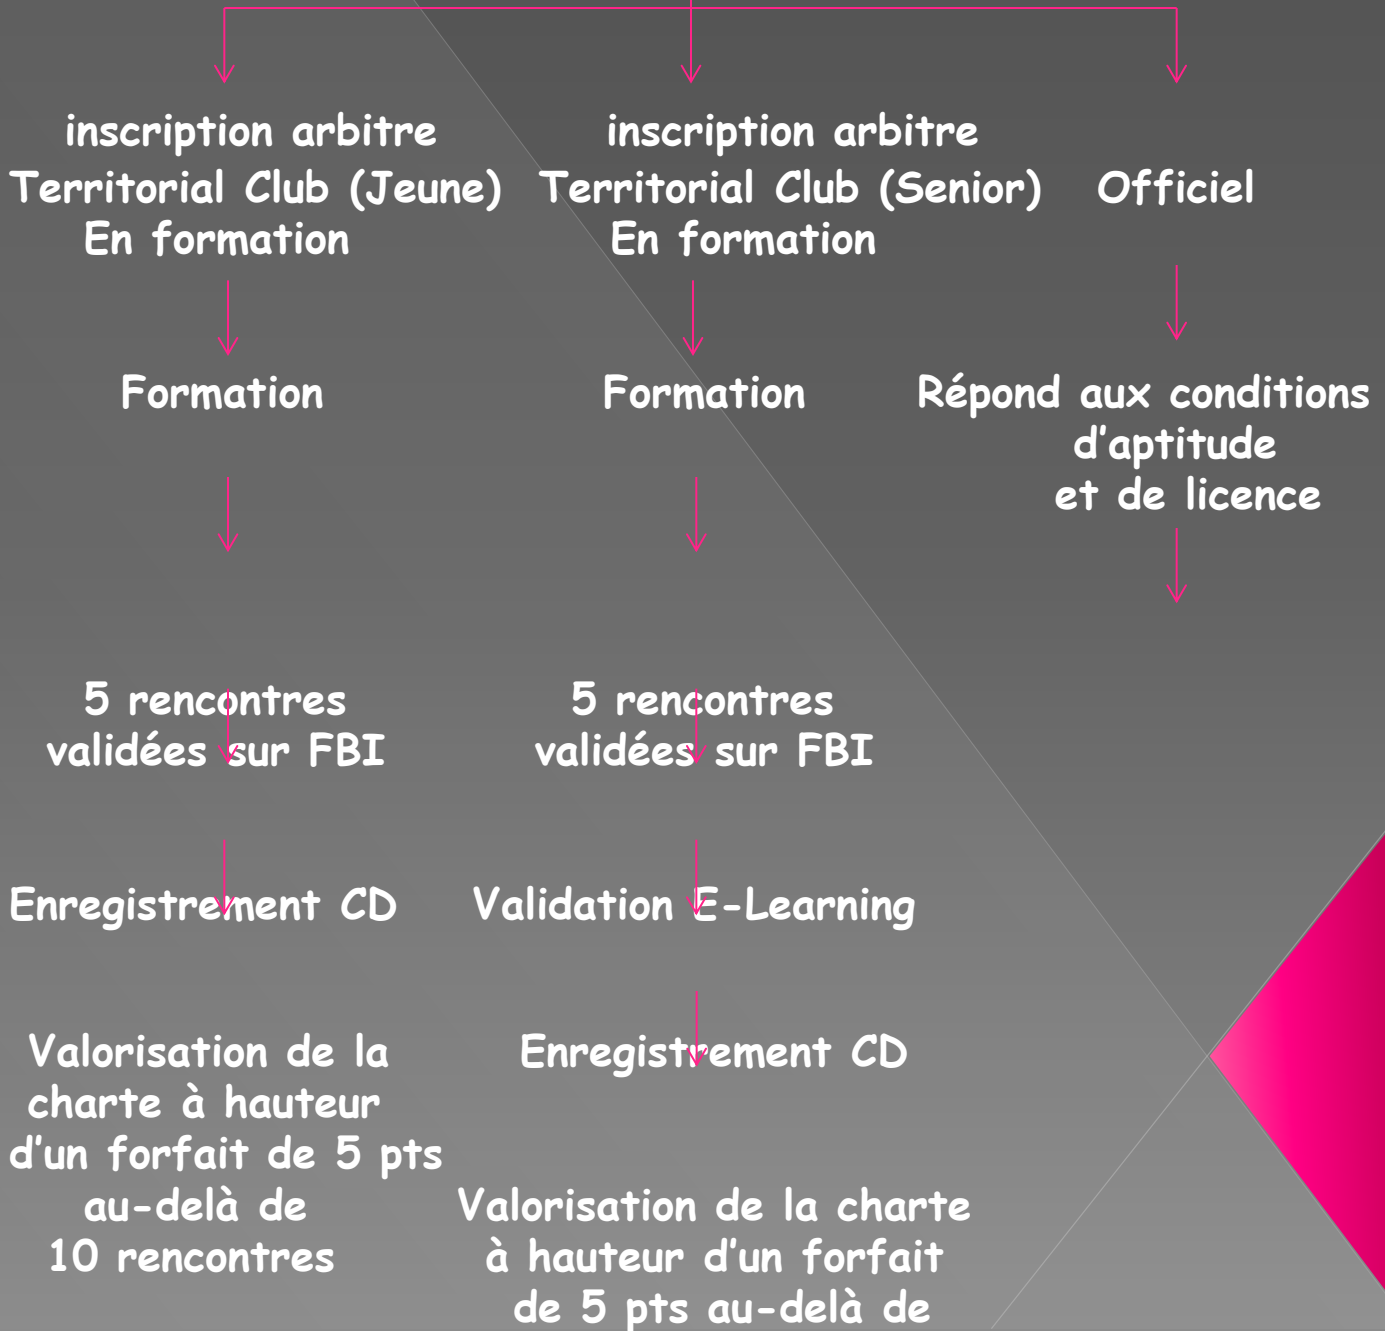 inscription arbitre
Territorial Club (Jeune)
En formation
Formation
5 rencontres
validées sur FBI
Enregistrement CD
Valorisation de la
charte à hauteur
d'un forfait de 5 pts
au-delà de
10 rencontres
inscription arbitre
Territorial Club (Senior)
En formation
Formation
5 rencontres
validées sur FBI
Validation E-Learning
Enregistrement CD
Valorisation de la charte
à hauteur d'un forfait
de 5 pts au-delà de
Officiel
Répond aux conditions
d'aptitude
et de licence